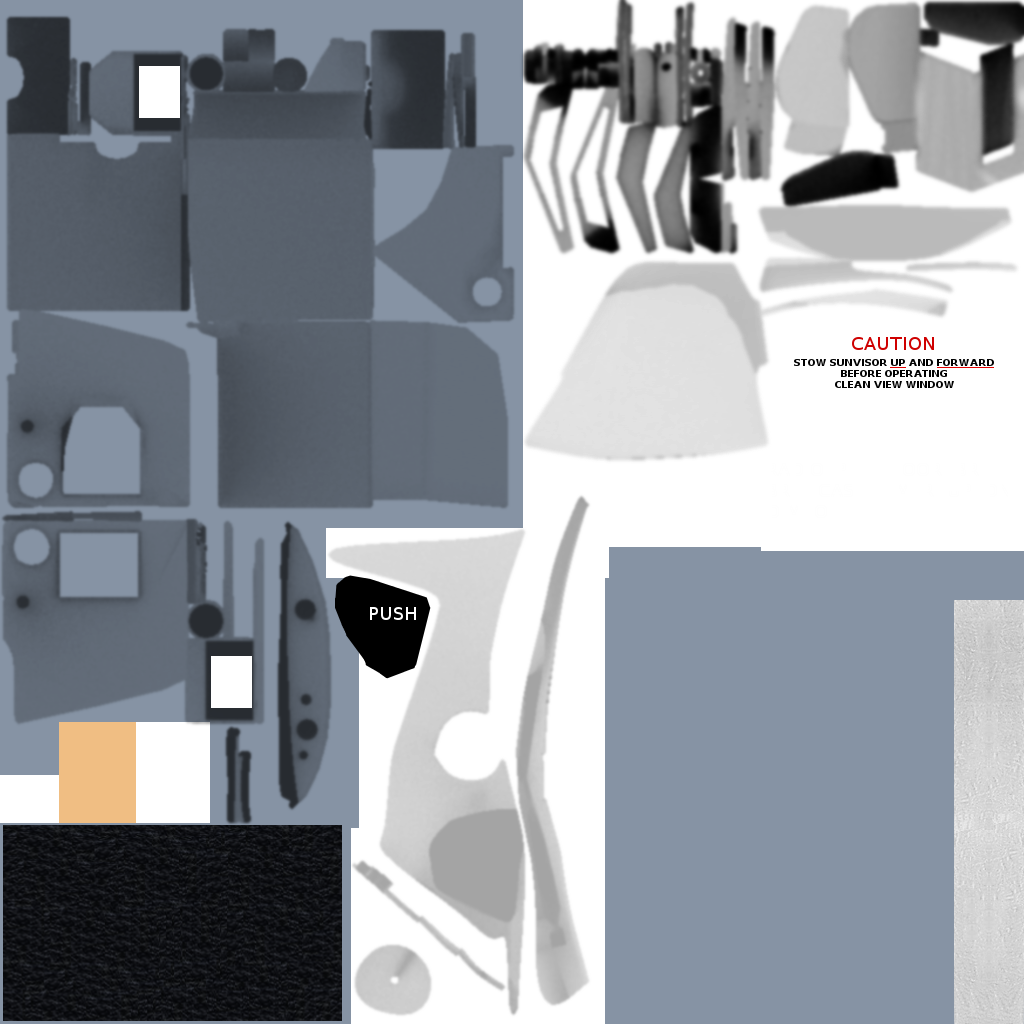 CAUTION
STOW SUNVISOR UP AND FORWARD
BEFORE OPERATING
CLEAN VIEW WINDOW
PUSH